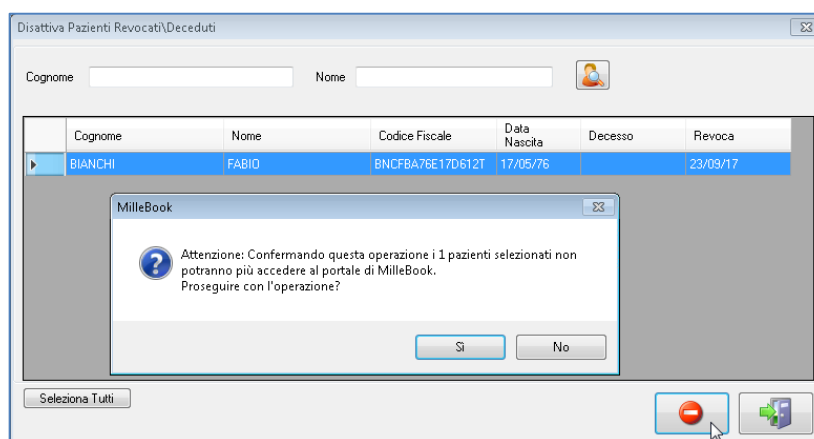 Disattiva Pazienti Revocati\Deceduti
Cognome Nome
Cognome Nome Codice Fiscale Data Nascita Decesso Revoca
BIANCHI FABIO BNCFBA76E17D612T 17/05/76 23/09/17
MilleBook
Attenzione: Confermando questa operazione i 1 pazienti selezionati non
potranno più accedere al portale di MilleBook.
Proseguire con l'operazione?
Sì No
Seleziona Tutti